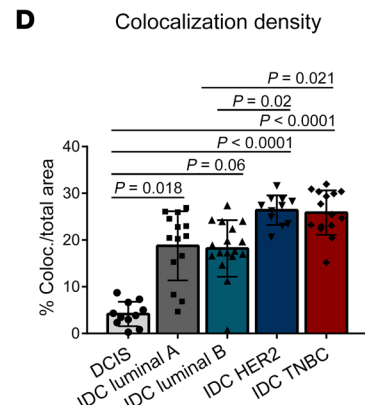 D
Colocalization density
P = 0.021
P = 0.02
P < 0.0001
P < 0.0001
P = 0.06
P = 0.018
% Coloc./total area
40
30
20
10
0
DCIS
IDC luminal A
IDC luminal B
IDC HER2
IDC TNBC